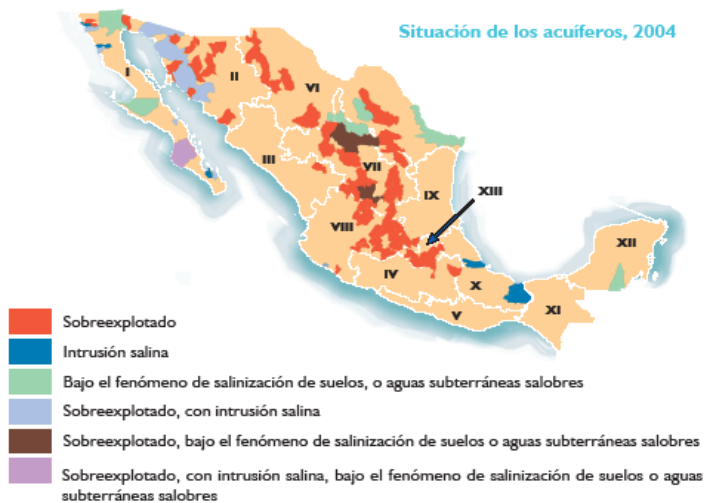 Situación de los acuíferos, 2004
I
II
VI
III
VII
IX
XIII
VIII
XII
IV
X
V
XI
Sobreexplotado
Intrusión salina
Bajo el fenómeno de salinización de suelos, o aguas subterráneas salobres
Sobreexplotado, con intrusión salina
Sobreexplotado, bajo el fenómeno de salinización de suelos o aguas subterráneas salobres
Sobreexplotado, con intrusión salina, bajo el fenómeno de salinización de suelos o aguas
subterráneas salobres